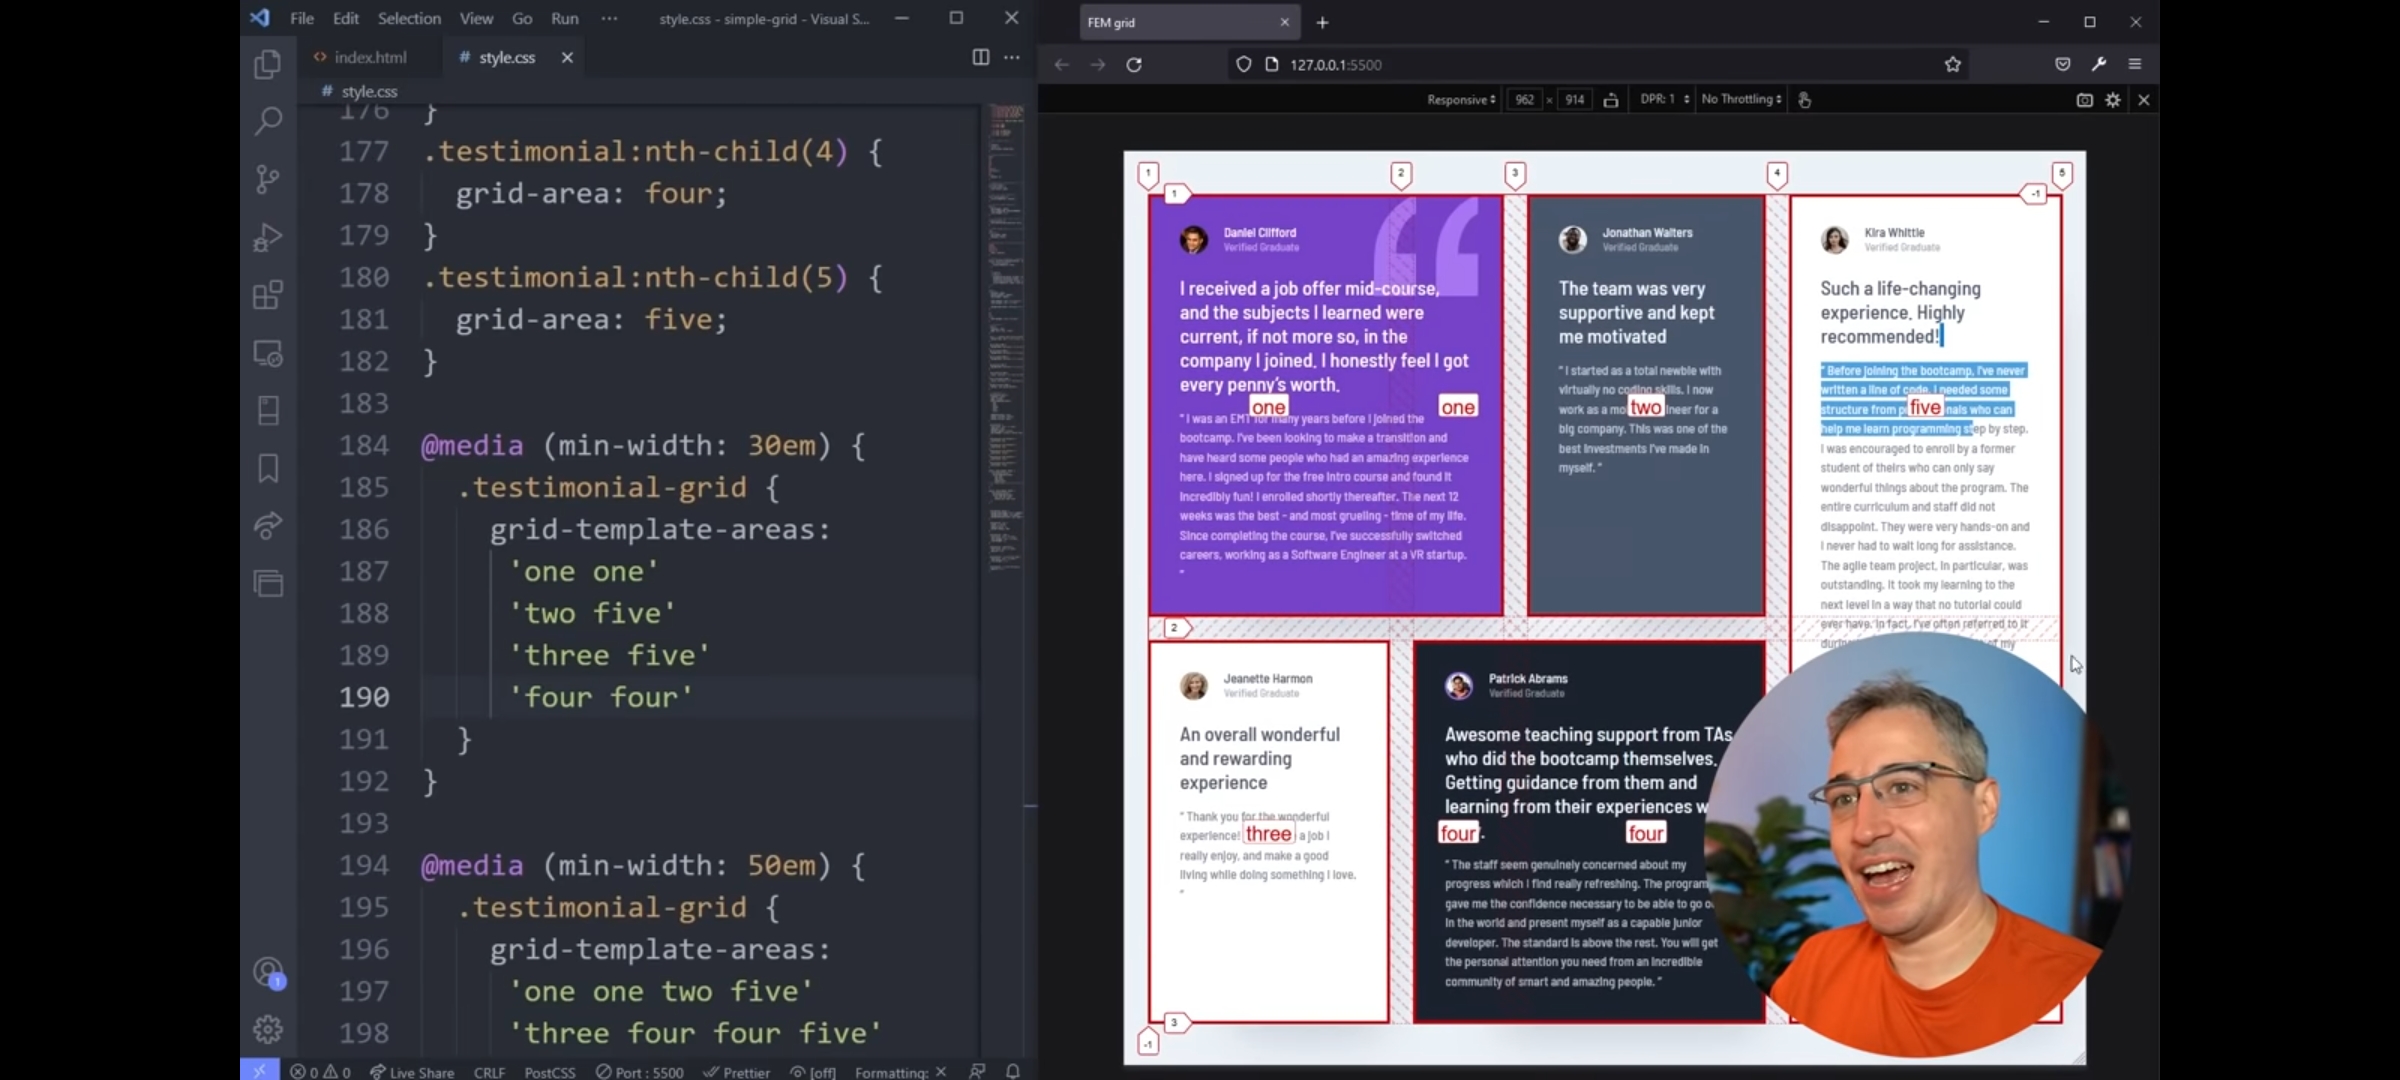 File Edit Selection View Go Run ··· style.css - simple-grid - Visual S...
index.html
# style.css
# style.css
176 }
177 .testimonial:nth-child(4) {
178 grid-area: four;
179 }
180 .testimonial:nth-child(5) {
181 grid-area: five;
182 }
183
184 @media (min-width: 30em) {
185 .testimonial-grid {
186 grid-template-areas:
187 'one one'
188 'two five'
189 'three five'
190 'four four'
191 }
192 }
193
194 @media (min-width: 50em) {
195 .testimonial-grid {
196 grid-template-areas:
197 'one one two five'
198 'three four four five'
1
0 0 Live Share CRLF PostCSS Port : 5500 Prettier [off] Formatting: ×
FEM grid
127.0.0.1:5500
Responsive 962 × 914 DPR: 1 No Throttling
1 2 3 4 5
1 -1
Daniel Clifford
Verified Graduate
“
I received a job offer mid-course,
and the subjects I learned were
current, if not more so, in the
company I joined. I honestly feel I got
every penny’s worth.
one one
“ I was an EMT for many years before I joined the
bootcamp. I’ve been looking to make a transition and
have heard some people who had an amazing experience
here. I signed up for the free intro course and found it
incredibly fun! I enrolled shortly thereafter. The next 12
weeks was the best - and most grueling - time of my life.
Since completing the course, I’ve successfully switched
careers, working as a Software Engineer at a VR startup.
”
Jonathan Walters
Verified Graduate
The team was very
supportive and kept
me motivated
“ I started as a total newbie with
virtually no coding skills. I now
work as a mo two ineer for a
big company. This was one of the
best investments I’ve made in
myself. ”
Kira Whittle
Verified Graduate
Such a life-changing
experience. Highly
recommended!
“ Before joining the bootcamp, I’ve never
written a line of code. I needed some
structure from p five nals who can
help me learn programming step by step.
I was encouraged to enroll by a former
student of theirs who can only say
wonderful things about the program. The
entire curriculum and staff did not
disappoint. They were very hands-on and
I never had to wait long for assistance.
The agile team project, in particular, was
outstanding. It took my learning to the
next level in a way that no tutorial could
ever have. In fact, I’ve often referred to it
of my
2
Jeanette Harmon
Verified Graduate
An overall wonderful
and rewarding
experience
“ Thank you for the wonderful
experience! three a job I
really enjoy, and make a good
living while doing something I love.
”
Patrick Abrams
Verified Graduate
Awesome teaching support from TAs
who did the bootcamp themselves.
Getting guidance from them and
learning from their experiences w
four . four
“ The staff seem genuinely concerned about my
progress which I find really refreshing. The program
gave me the confidence necessary to be able to go o
in the world and present myself as a capable junior
developer. The standard is above the rest. You will get
the personal attention you need from an incredible
community of smart and amazing people. ”
3
-1